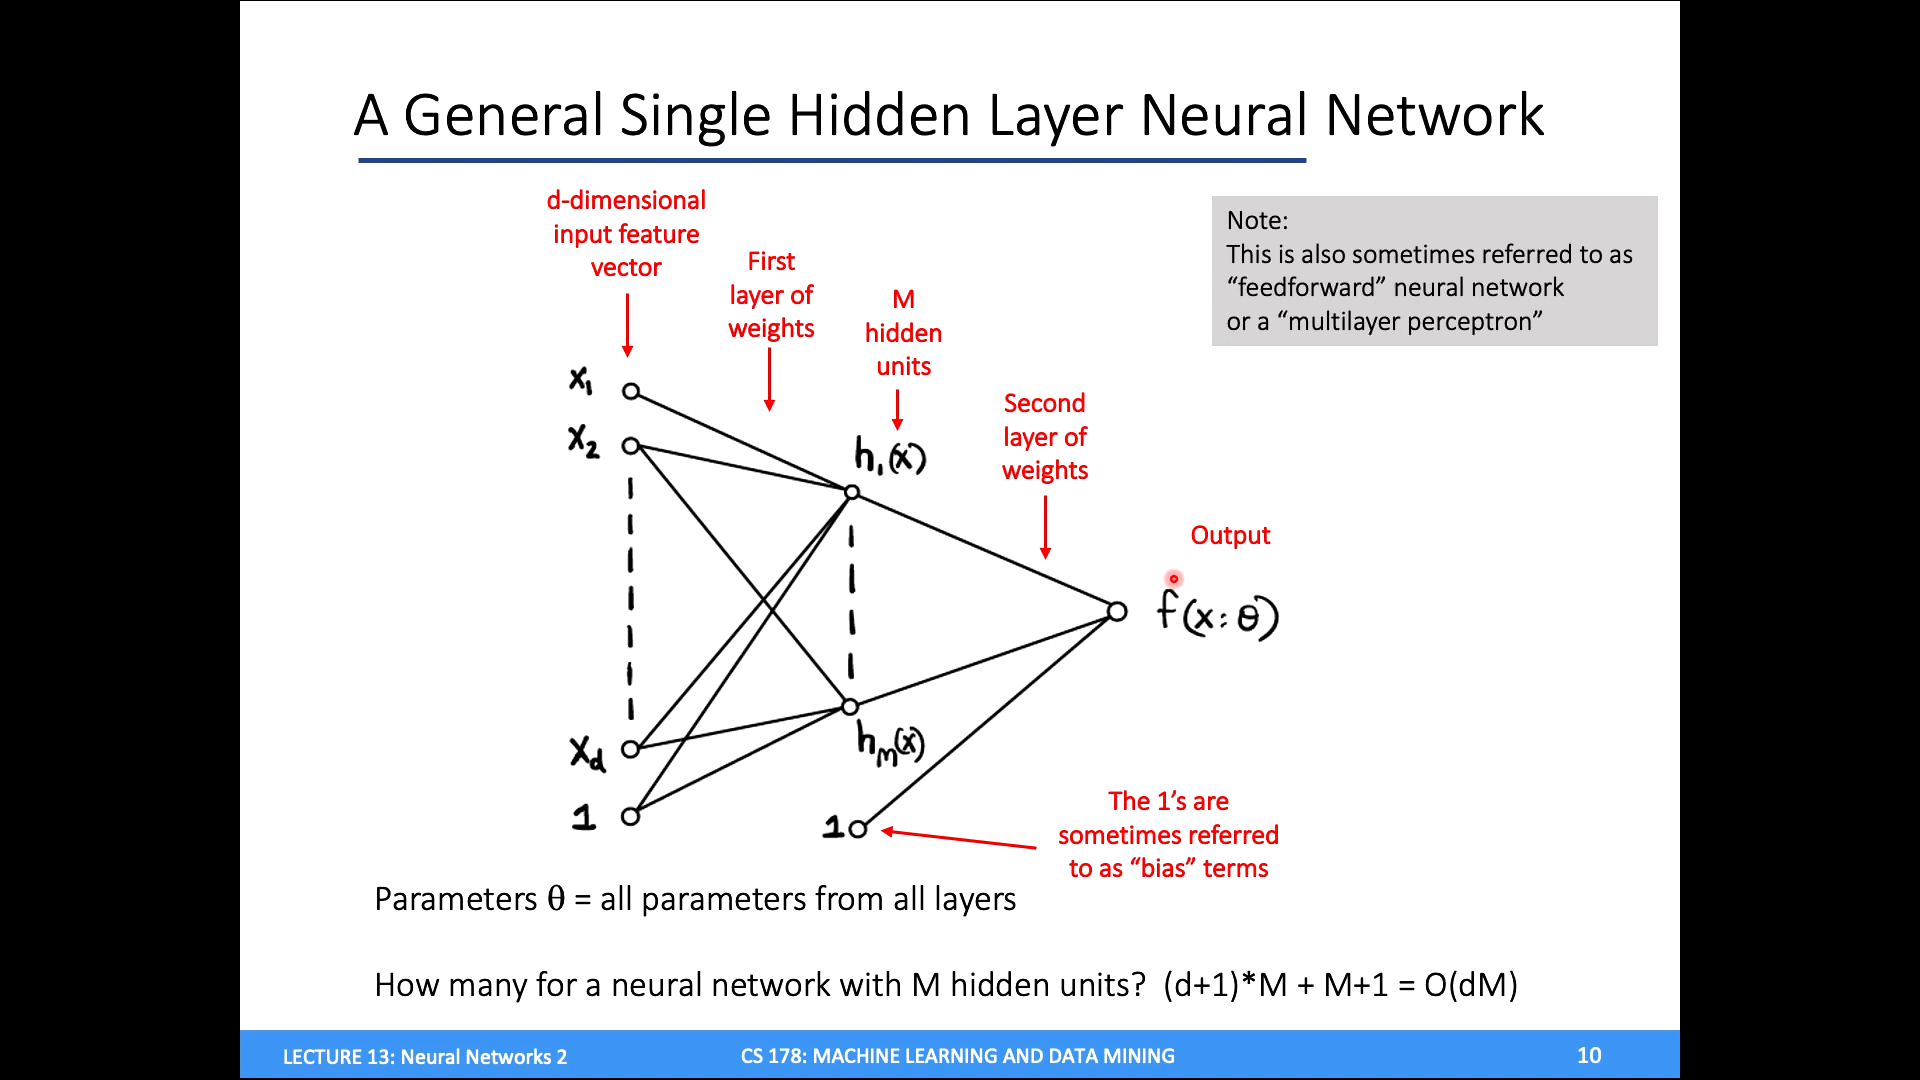 A General Single Hidden Layer Neural Network
d-dimensional
input feature
vector
First
layer of
weights
M
hidden
units
Note:
This is also sometimes referred to as
“feedforward” neural network
or a “multilayer perceptron”
Second
layer of
weights
Output
x₁
x₂
xd
1
h₁(x)
hm(x)
1
f(x:θ)
The 1’s are
sometimes referred
to as “bias” terms
Parameters θ = all parameters from all layers
How many for a neural network with M hidden units? (d+1)*M + M+1 = O(dM)
LECTURE 13: Neural Networks 2
CS 178: MACHINE LEARNING AND DATA MINING
10